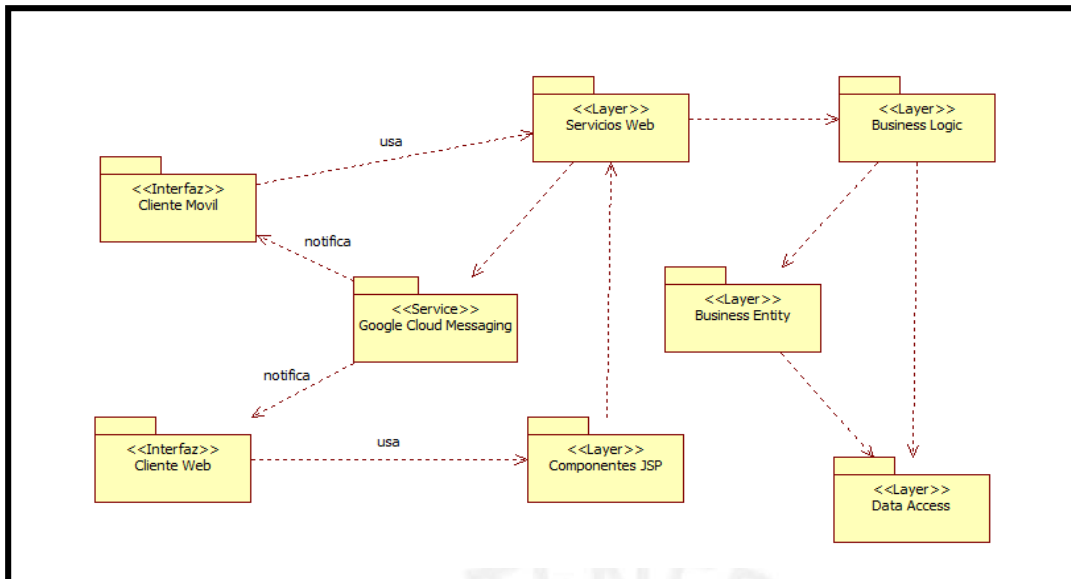 <<Layer>>
Servicios Web
<<Layer>>
Business Logic
usa
<<Interfaz>>
Cliente Movil
notifica
<<Service>>
Google Cloud Messaging
<<Layer>>
Business Entity
notifica
<<Interfaz>>
Cliente Web
usa
<<Layer>>
Componentes JSP
<<Layer>>
Data Access